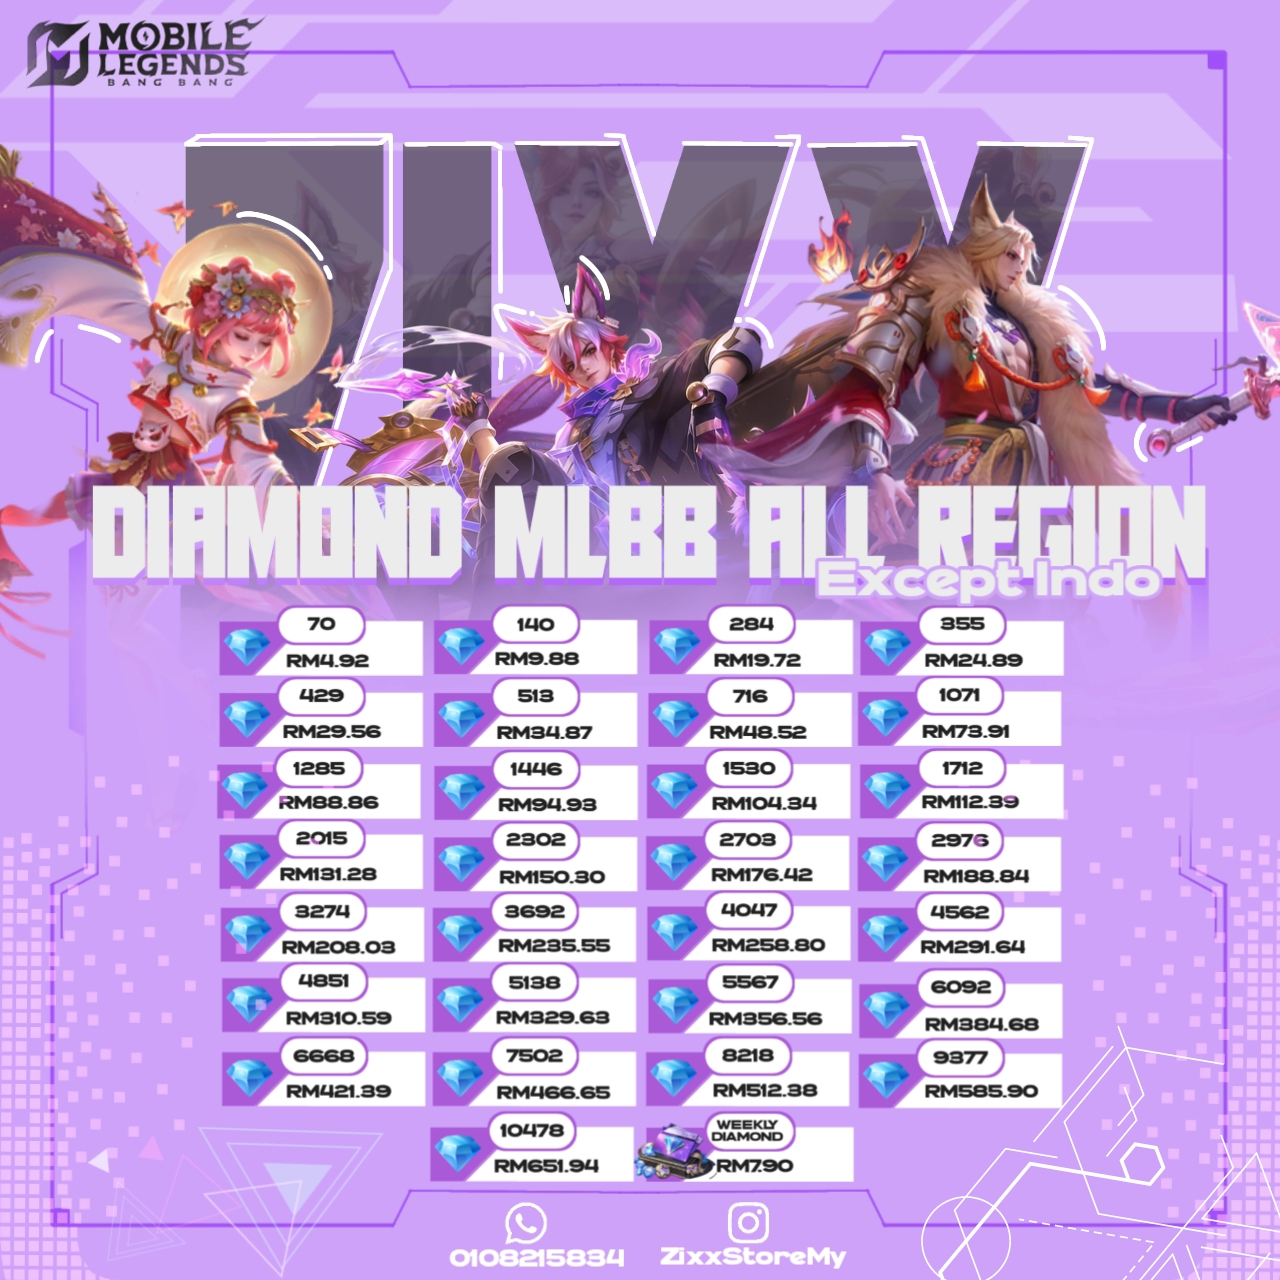 MOBILE
LEGENDS
BANG BANG
ZIXX
DIAMOND MLBB ALL REGION
Except Indo
70
RM4.92
140
RM9.88
284
RM19.72
355
RM24.89
429
RM29.56
513
RM34.87
716
RM48.52
1071
RM73.91
1285
RM88.86
1446
RM94.93
1530
RM104.34
1712
RM112.39
2015
RM131.28
2302
RM150.30
2703
RM176.42
2976
RM188.84
3274
RM208.03
3692
RM235.55
4047
RM258.80
4562
RM291.64
4851
RM310.59
5138
RM329.63
5567
RM356.56
6092
RM384.68
6668
RM421.39
7502
RM466.65
8218
RM512.38
9377
RM585.90
10478
RM651.94
WEEKLY
DIAMOND
RM7.90
0108215834
ZixxStoreMy